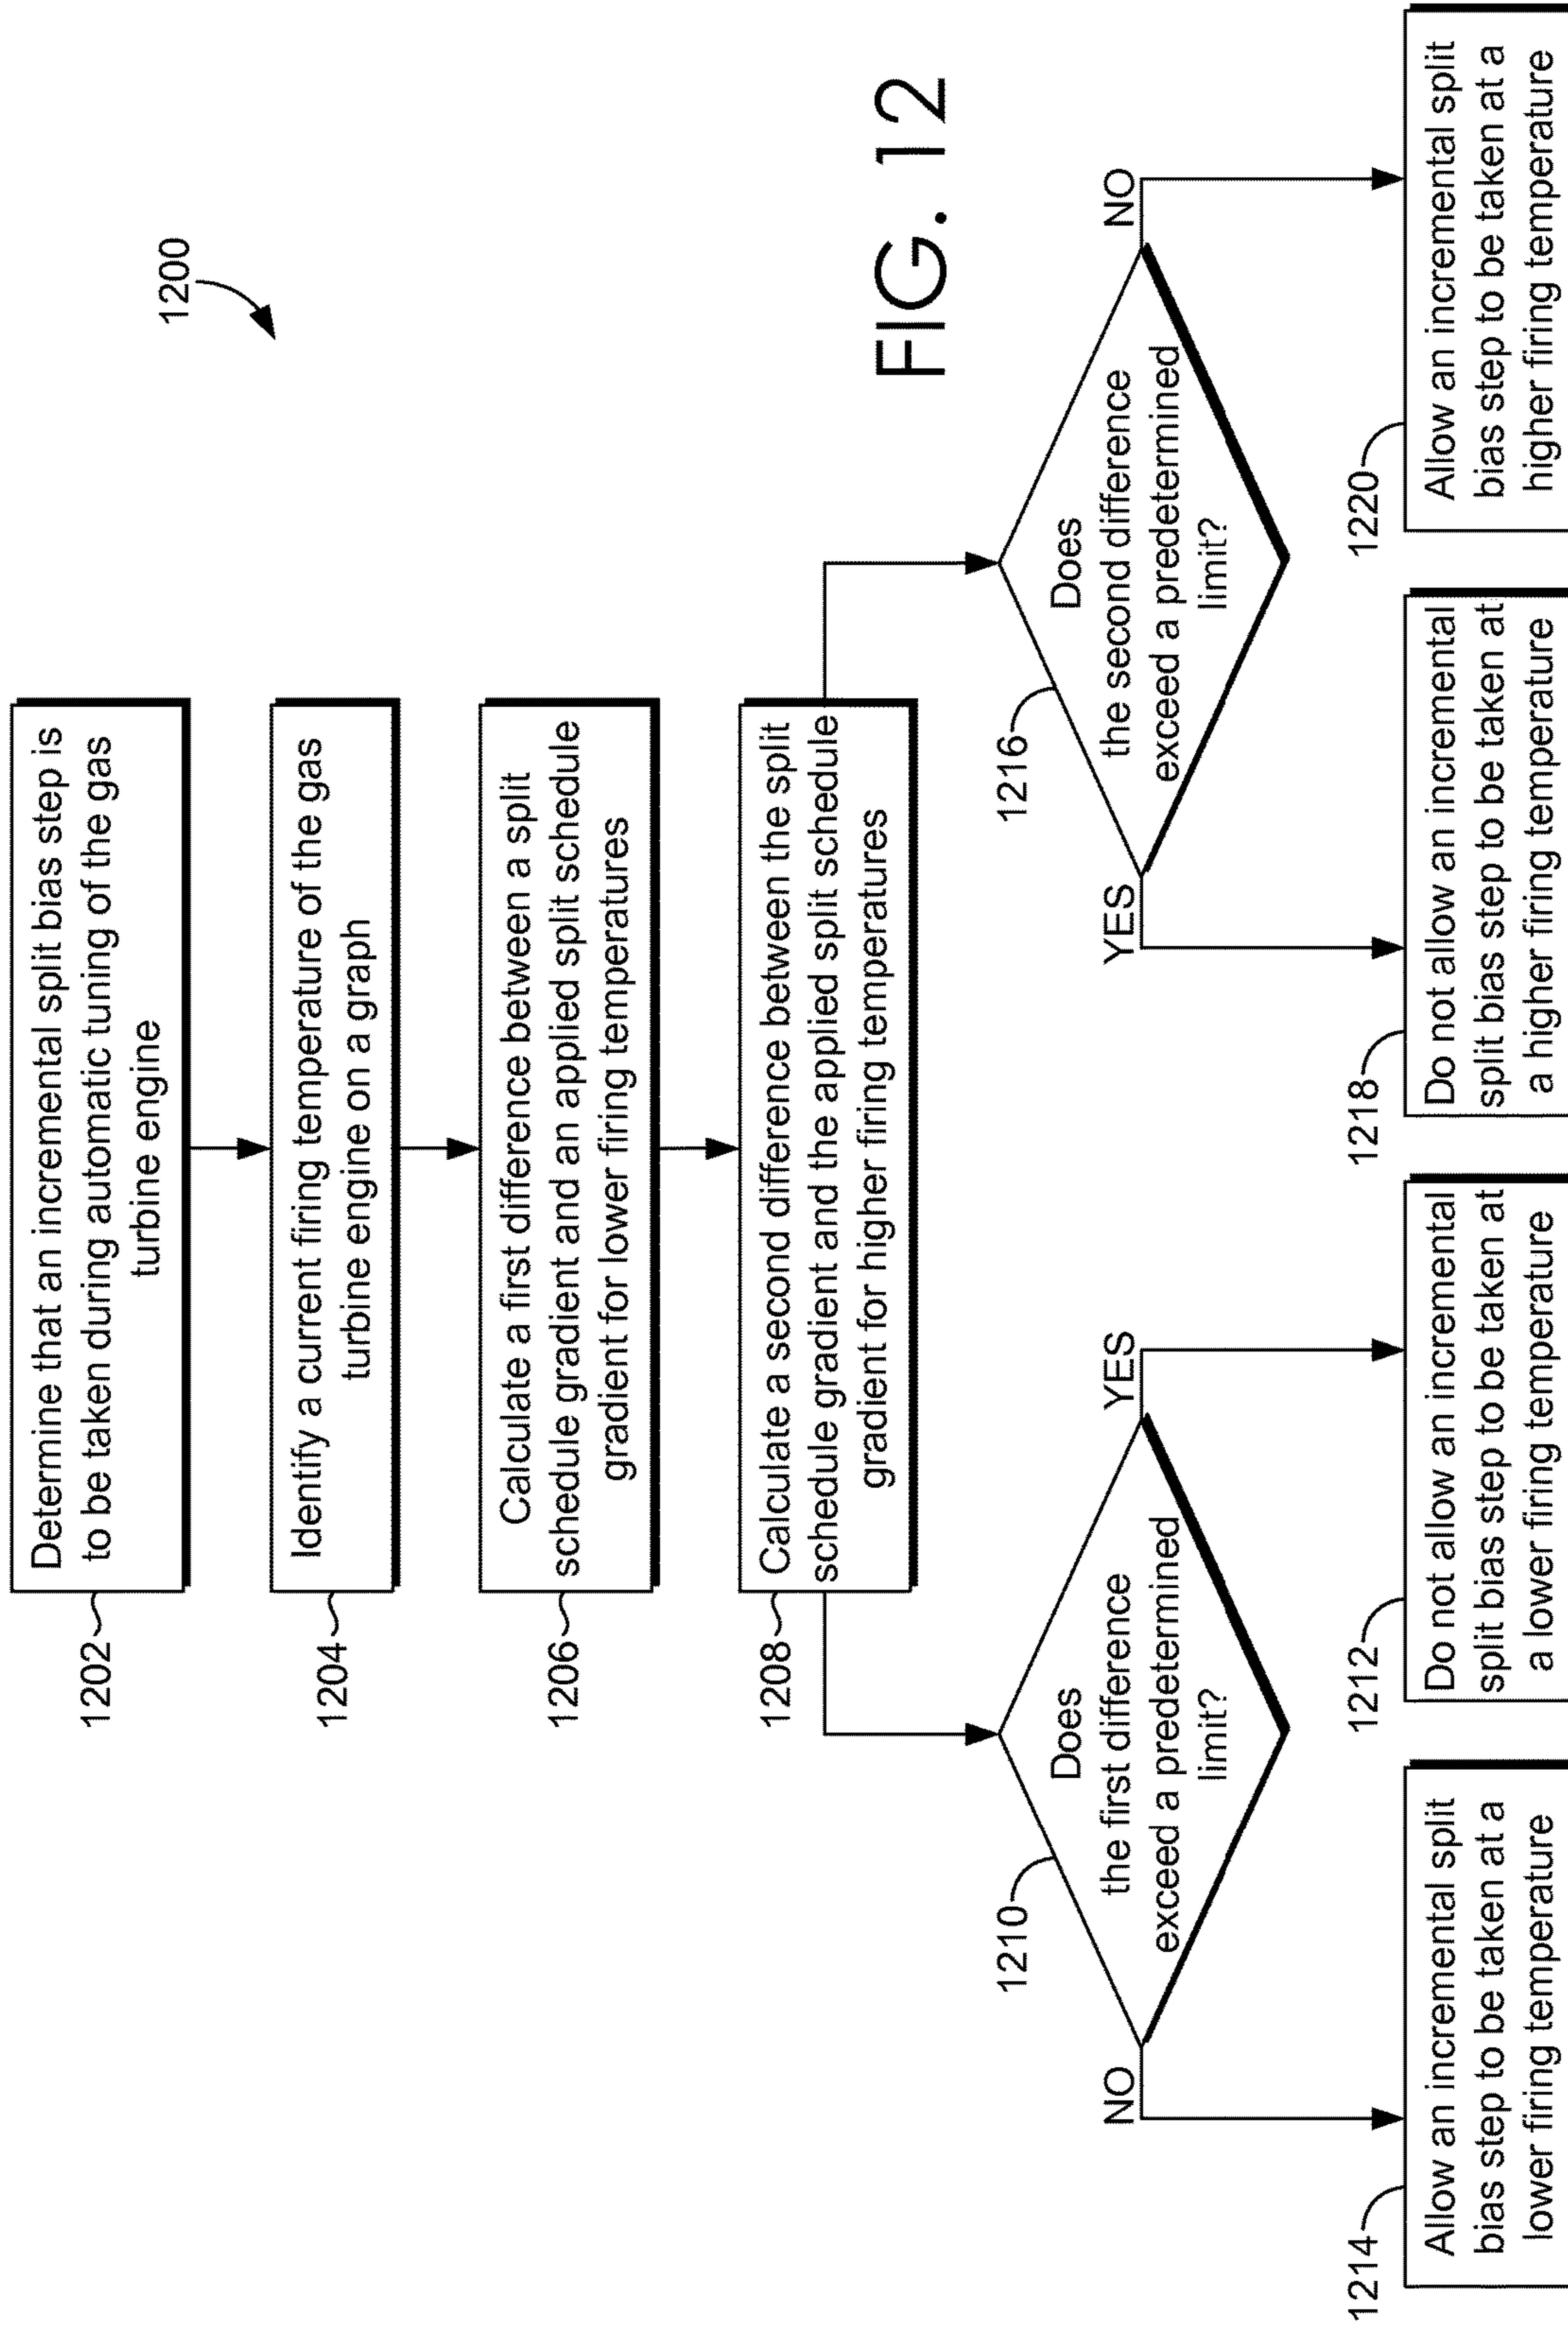 1200
1202
Determine that an incremental split bias step is
to be taken during automatic tuning of the gas
turbine engine
1204
Identify a current firing temperature of the gas
turbine engine on a graph
1206
Calculate a first difference between a split
schedule gradient and an applied split schedule
gradient for lower firing temperatures
1208
Calculate a second difference between the split
schedule gradient and the applied split schedule
gradient for higher firing temperatures
FIG. 12
1210
Does
the first difference
exceed a predetermined
limit?
NO
YES
1216
Does
the second difference
exceed a predetermined
limit?
YES
NO
1214
Allow an incremental split
bias step to be taken at a
lower firing temperature
1212
Do not allow an incremental
split bias step to be taken at
a lower firing temperature
1218
Do not allow an incremental
split bias step to be taken at
a higher firing temperature
1220
Allow an incremental split
bias step to be taken at a
higher firing temperature